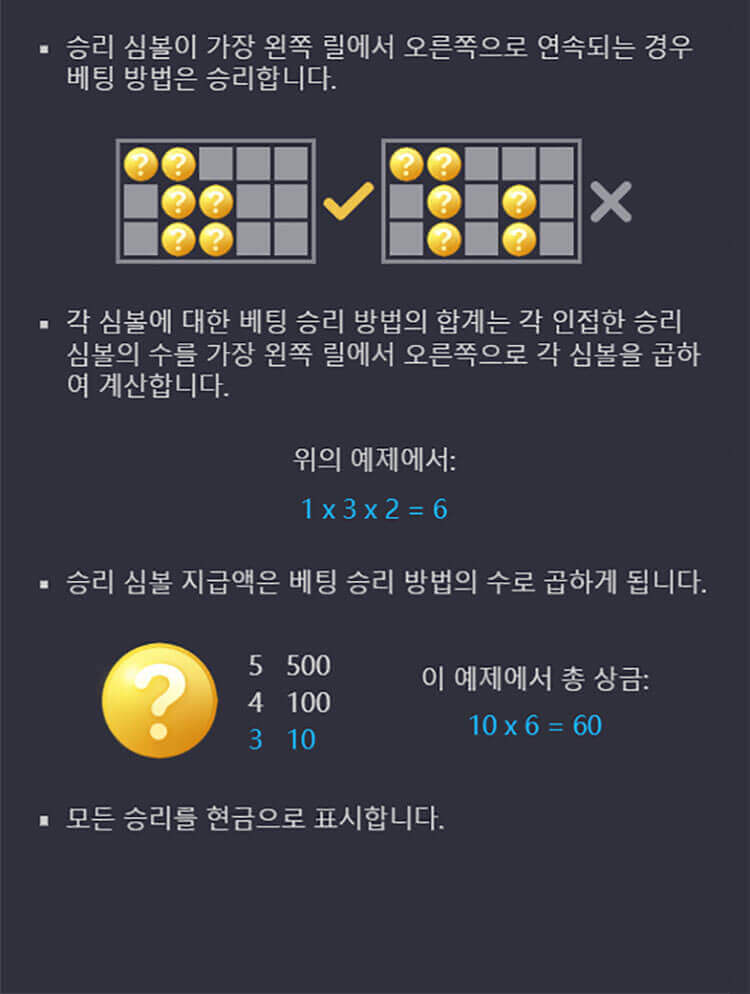 ▪ 승리 심볼이 가장 왼쪽 릴에서 오른쪽으로 연속되는 경우
베팅 방법은 승리합니다.
? ? ? ?
? ? ? ?
? ? ? ?
▪ 각 심볼에 대한 베팅 승리 방법의 합계는 각 인접한 승리
심볼의 수를 가장 왼쪽 릴에서 오른쪽으로 각 심볼을 곱하
여 계산합니다.
위의 예제에서:
1 x 3 x 2 = 6
▪ 승리 심볼 지급액은 베팅 승리 방법의 수로 곱하게 됩니다.
?
5 500
4 100
3 10
이 예제에서 총 상금:
10 x 6 = 60
▪ 모든 승리를 현금으로 표시합니다.